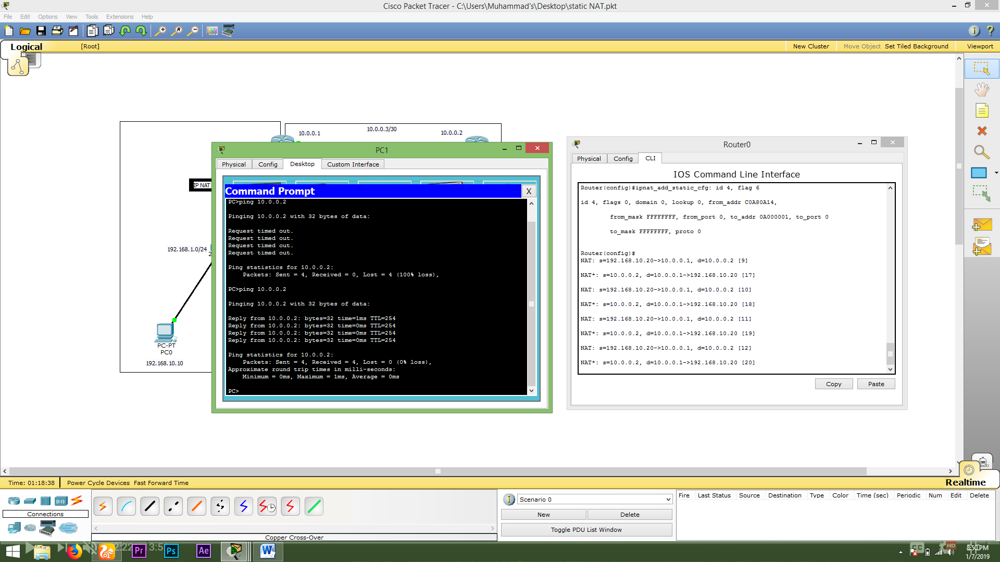 Cisco Packet Tracer - C:\Users\Muhammad's\Desktop\static NAT.pkt
File Edit Options View Tools Extensions Help
Logical [Root] New Cluster Move Object Set Tiled Background Viewport
10.0.0.1 10.0.0.3/30 10.0.0.2
IP NAT
192.168.1.0/24
2
PC-PT
PC0
192.168.10.10
PC1
Physical Config Desktop Custom Interface
Command Prompt X
PC>ping 10.0.0.2
Pinging 10.0.0.2 with 32 bytes of data:
Request timed out.
Request timed out.
Request timed out.
Request timed out.
Ping statistics for 10.0.0.2:
Packets: Sent = 4, Received = 0, Lost = 4 (100% loss),
PC>ping 10.0.0.2
Pinging 10.0.0.2 with 32 bytes of data:
Reply from 10.0.0.2: bytes=32 time=1ms TTL=254
Reply from 10.0.0.2: bytes=32 time=0ms TTL=254
Reply from 10.0.0.2: bytes=32 time=0ms TTL=254
Reply from 10.0.0.2: bytes=32 time=0ms TTL=254
Ping statistics for 10.0.0.2:
Packets: Sent = 4, Received = 4, Lost = 0 (0% loss),
Approximate round trip times in milli-seconds:
Minimum = 0ms, Maximum = 1ms, Average = 0ms
PC>
Router0
Physical Config CLI
IOS Command Line Interface
Router(config)#ipnat_add_static_cfg: id 4, flag 6
id 4, flags 0, domain 0, lookup 0, from_addr C0A80A14,
from_mask FFFFFFFF, from_port 0, to_addr 0A000001, to_port 0
to_mask FFFFFFFF, proto 0
Router(config)#
NAT: s=192.168.10.20->10.0.0.1, d=10.0.0.2 [9]
NAT*: s=10.0.0.2, d=10.0.0.1->192.168.10.20 [17]
NAT: s=192.168.10.20->10.0.0.1, d=10.0.0.2 [10]
NAT*: s=10.0.0.2, d=10.0.0.1->192.168.10.20 [18]
NAT: s=192.168.10.20->10.0.0.1, d=10.0.0.2 [11]
NAT*: s=10.0.0.2, d=10.0.0.1->192.168.10.20 [19]
NAT: s=192.168.10.20->10.0.0.1, d=10.0.0.2 [12]
NAT*: s=10.0.0.2, d=10.0.0.1->192.168.10.20 [20]
Copy Paste
Time: 01:18:38 Power Cycle Devices Fast Forward Time Realtime
Connections
Copper Cross-Over
Scenario 0
New Delete
Toggle PDU List Window
Fire Last Status Source Destination Type Color Time (sec) Periodic Num Edit Delete
Pr Ps Ae W
CC HD
8:50 PM
1/7/2019